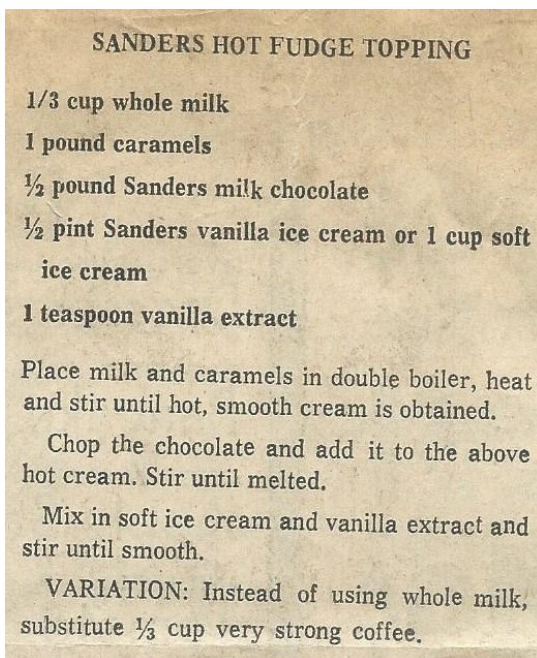 SANDERS HOT FUDGE TOPPING
1/3 cup whole milk
1 pound caramels
½ pound Sanders milk chocolate
½ pint Sanders vanilla ice cream or 1 cup soft
ice cream
1 teaspoon vanilla extract
Place milk and caramels in double boiler, heat
and stir until hot, smooth cream is obtained.
Chop the chocolate and add it to the above
hot cream. Stir until melted.
Mix in soft ice cream and vanilla extract and
stir until smooth.
VARIATION: Instead of using whole milk,
substitute ⅓ cup very strong coffee.